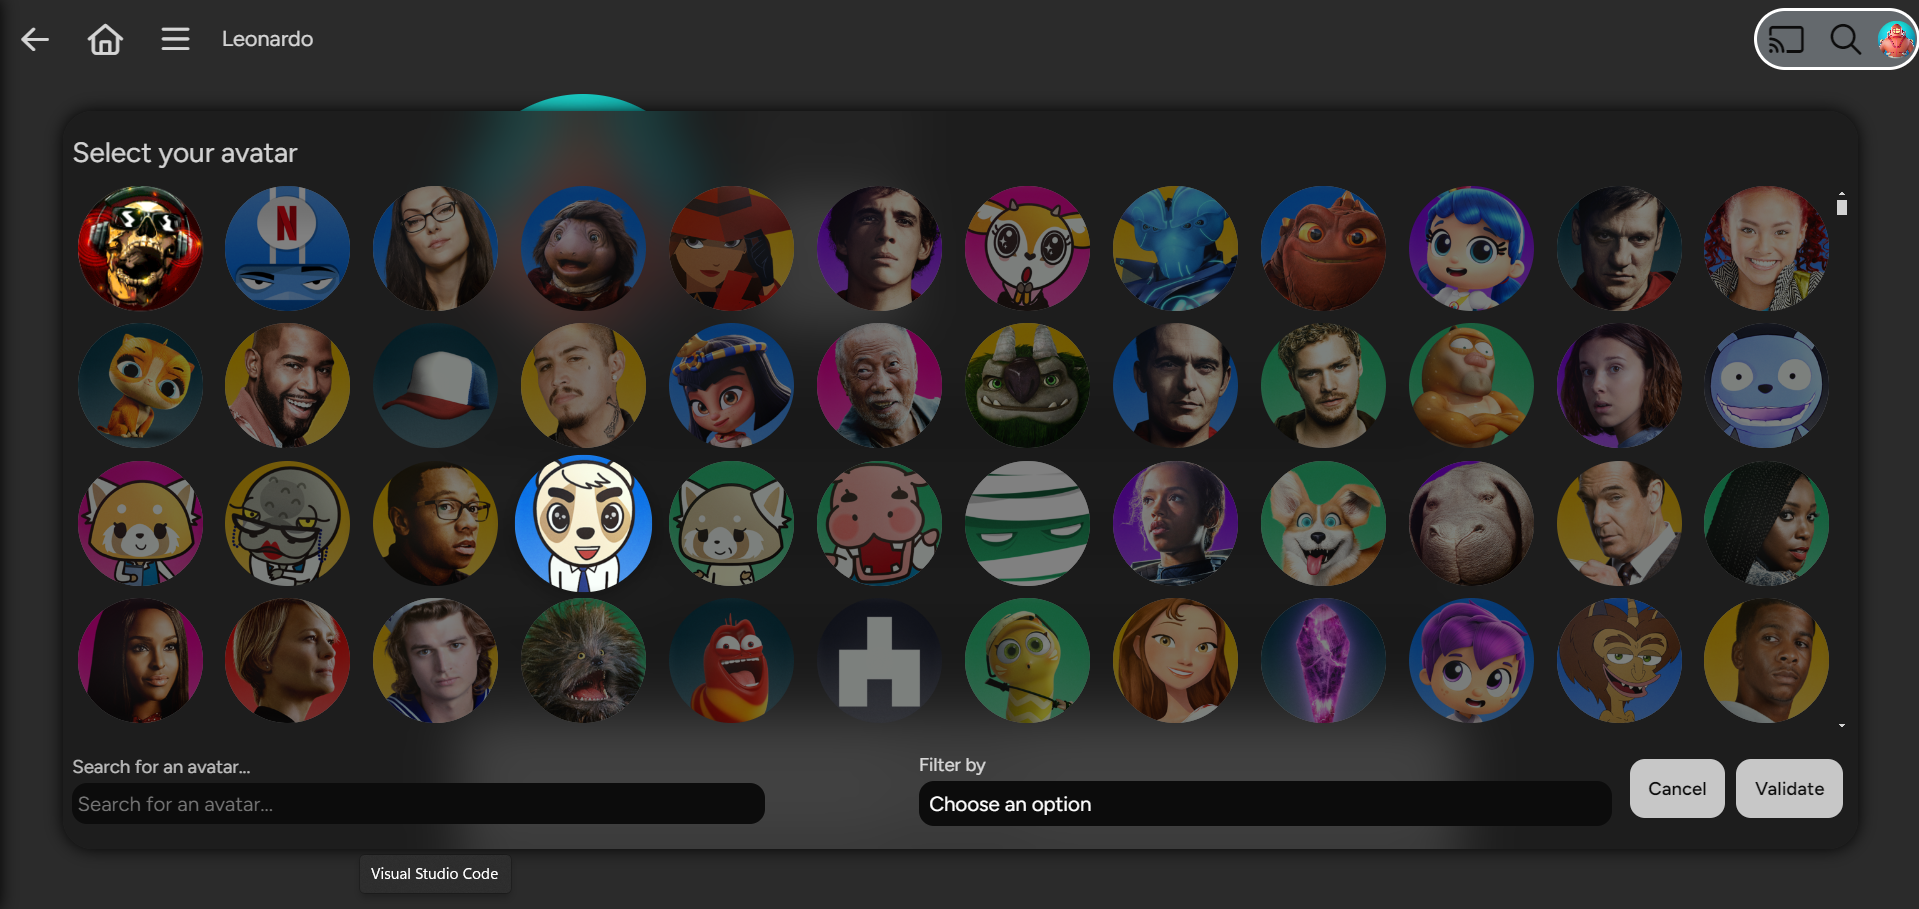 Leonardo
Select your avatar
N
Search for an avatar...
Search for an avatar...
Filter by
Choose an option
Cancel
Validate
Visual Studio Code